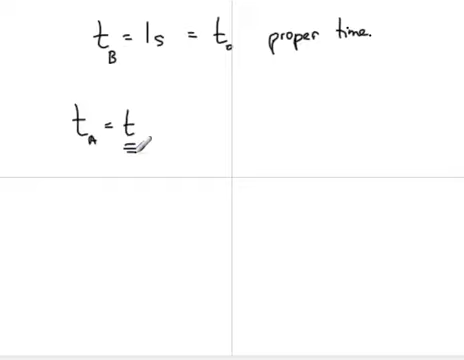 t_B = 1s = t_0 proper time.
t_A = t